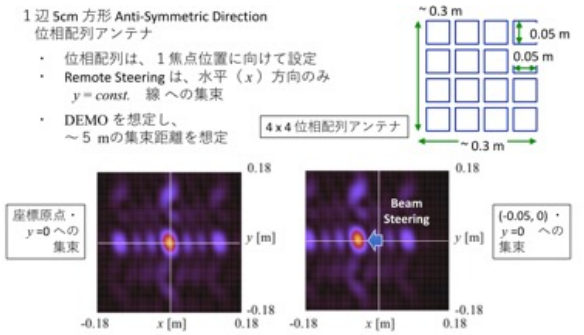 １辺 5cm 方形 Anti-Symmetric Direction
位相配列アンテナ
・ 位相配列は、１焦点位置に向けて設定
・ Remote Steering は、水平（x）方向のみ
y = const. 線 への集束
・ DEMO を想定し、
～５ mの集束距離を想定
4 x 4 位相配列アンテナ
~ 0.3 m
0.05 m
0.05 m
~ 0.3 m
座標原点・
y =0 への
集束
0.18
y [m]
-0.18
-0.18
x [m]
0.18
Beam
Steering
0.18
y [m]
-0.18
-0.18
x [m]
0.18
(-0.05, 0)・
y =0 への
集束